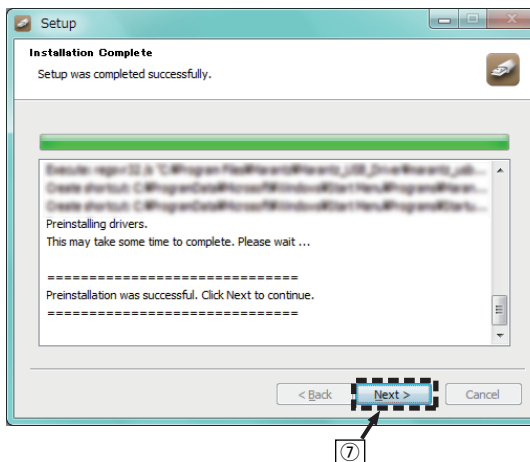 Setup
Installation Complete
Setup was completed successfully.
Preinstalling drivers.
This may take some time to complete. Please wait ...
==============================
Preinstallation was successful. Click Next to continue.
==============================
< Back
Next >
Cancel
⑦